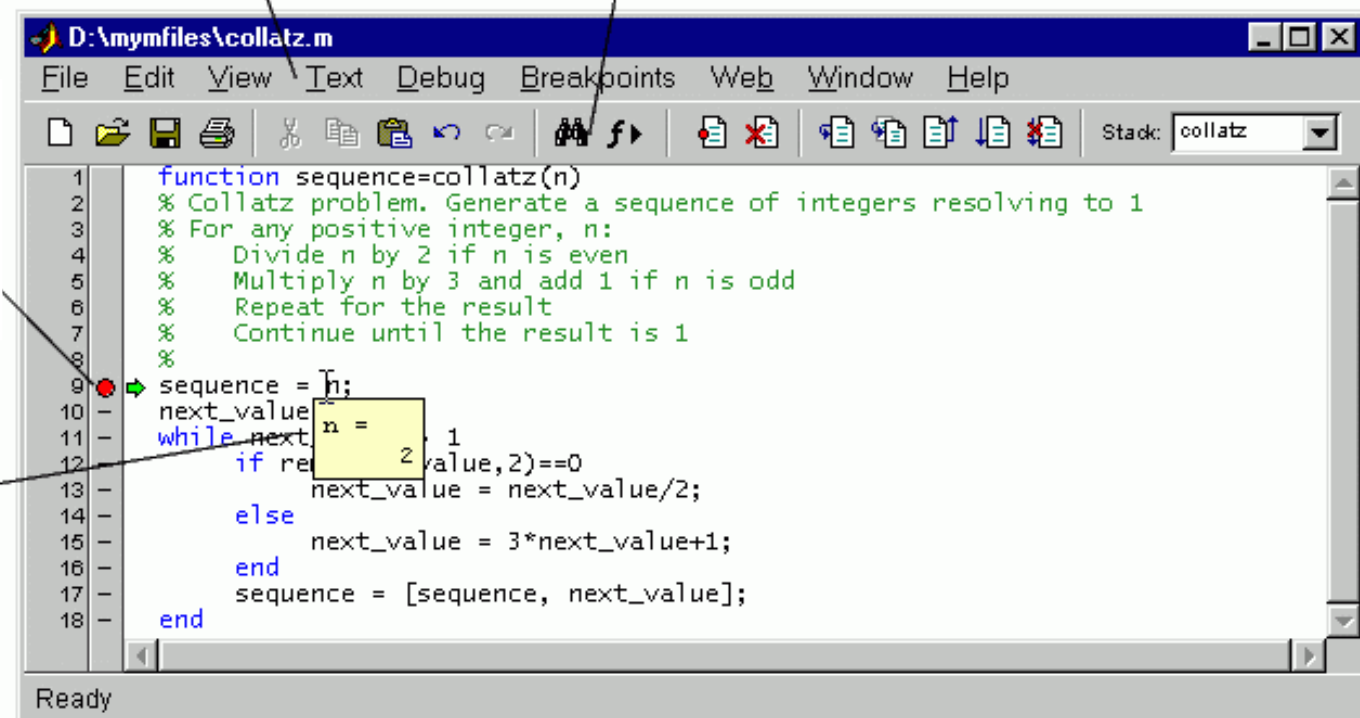 D:\mymfiles\collatz.m
File Edit View Text Debug Breakpoints Web Window Help
Stack: collatz
1 function sequence=collatz(n)
2 % Collatz problem. Generate a sequence of integers resolving to 1
3 % For any positive integer, n:
4 % Divide n by 2 if n is even
5 % Multiply n by 3 and add 1 if n is odd
6 % Repeat for the result
7 % Continue until the result is 1
8 %
9 sequence = n;
10 – next_value
n =
2
11 – while next 1
12 – if re value,2)==0
13 – next_value = next_value/2;
14 – else
15 – next_value = 3*next_value+1;
16 – end
17 – sequence = [sequence, next_value];
18 – end
Ready